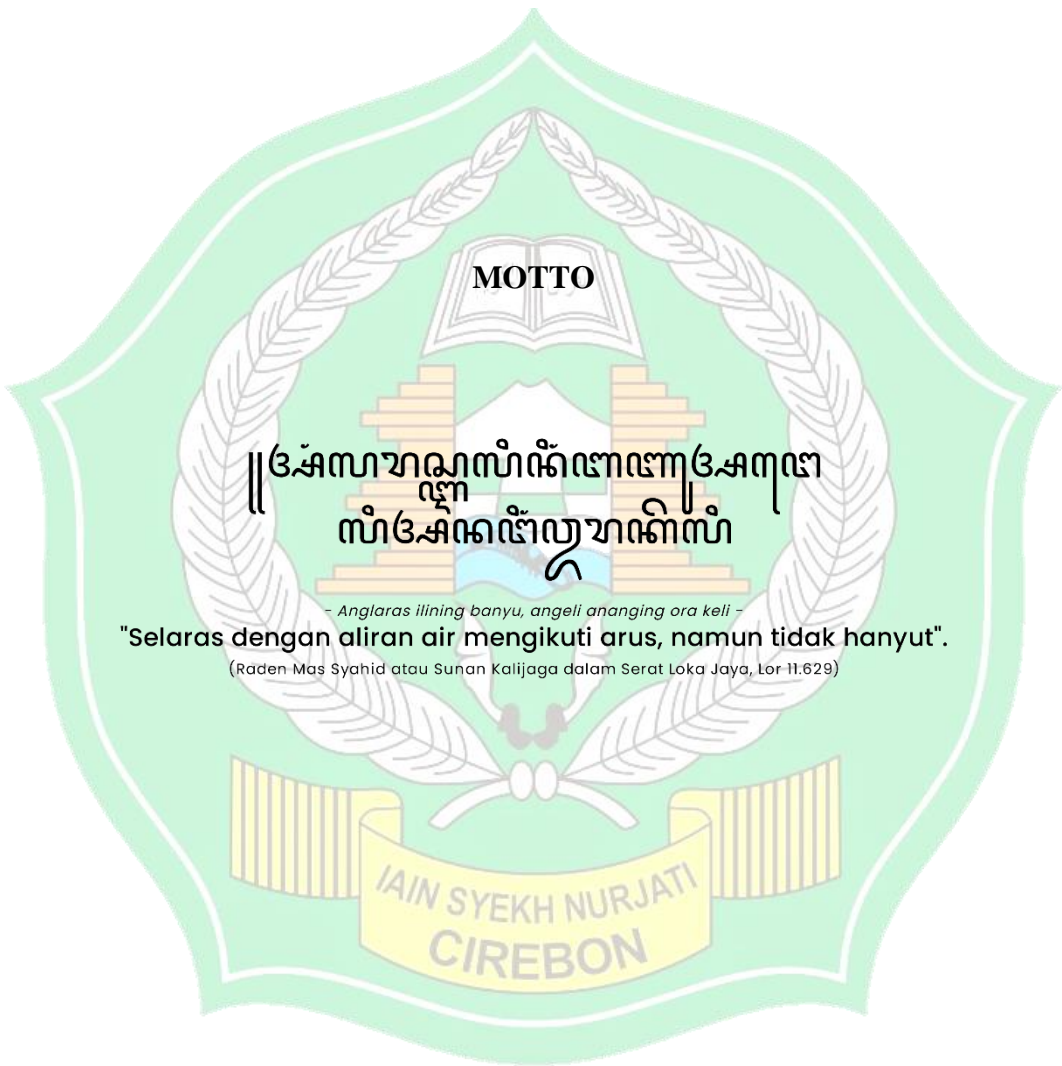 MOTTO
- Anglaras ilining banyu, angeli ananging ora keli -
"Selaras dengan aliran air mengikuti arus, namun tidak hanyut".
(Raden Mas Syahid atau Sunan Kalijaga dalam Serat Loka Jaya, Lor 11.629)
IAIN SYEKH NURJATI
CIREBON